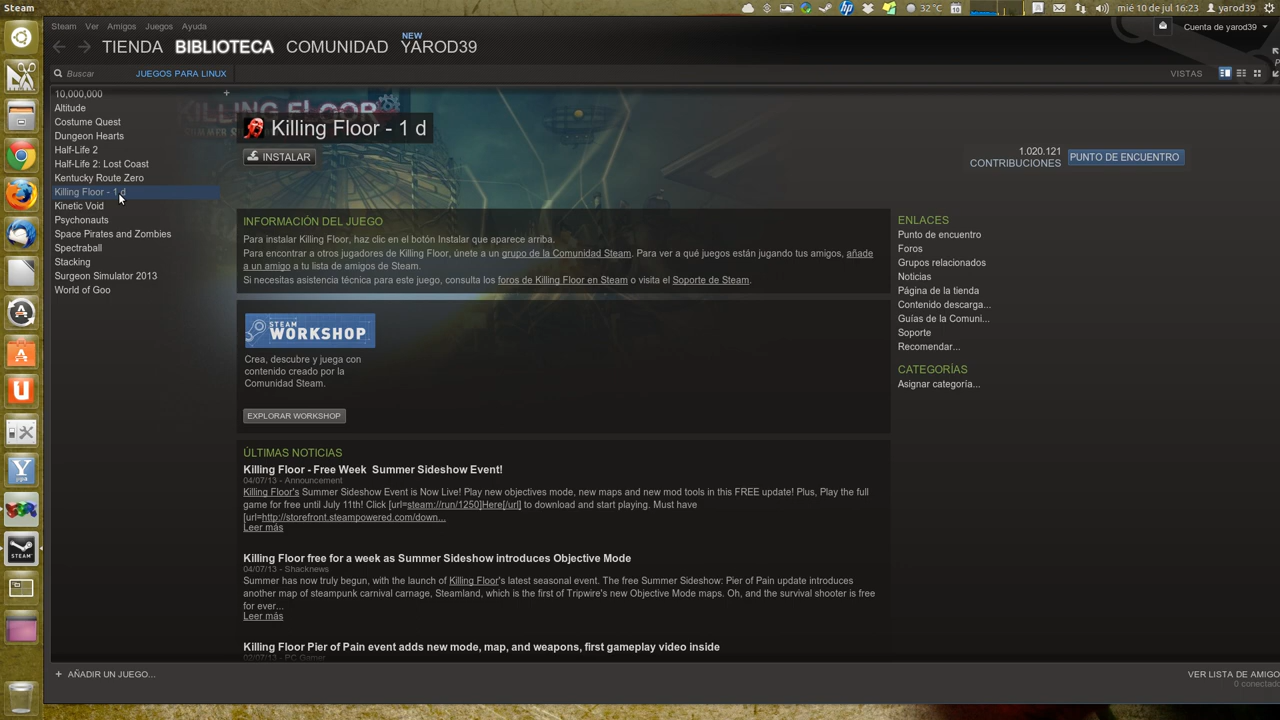 Steam
32°C
mié 10 de jul 16:23
yarod39
Steam Ver Amigos Juegos Ayuda
Cuenta de yarod39
NEW
TIENDA BIBLIOTECA COMUNIDAD YAROD39
Buscar
JUEGOS PARA LINUX
VISTAS
10,000,000
Altitude
Costume Quest
Dungeon Hearts
Half-Life 2
Half-Life 2: Lost Coast
Kentucky Route Zero
Killing Floor - 1 d
Kinetic Void
Psychonauts
Space Pirates and Zombies
Spectraball
Stacking
Surgeon Simulator 2013
World of Goo
KILLING FLOOR
Killing Floor - 1 d
INSTALAR
1.020.121
CONTRIBUCIONES
PUNTO DE ENCUENTRO
INFORMACIÓN DEL JUEGO
Para instalar Killing Floor, haz clic en el botón Instalar que aparece arriba.
Para encontrar a otros jugadores de Killing Floor, únete a un grupo de la Comunidad Steam. Para ver a qué juegos están jugando tus amigos, añade
a un amigo a tu lista de amigos de Steam.
Si necesitas asistencia técnica para este juego, consulta los foros de Killing Floor en Steam o visita el Soporte de Steam.
STEAM
WORKSHOP
Crea, descubre y juega con
contenido creado por la
Comunidad Steam.
EXPLORAR WORKSHOP
ÚLTIMAS NOTICIAS
Killing Floor - Free Week  Summer Sideshow Event!
04/07/13 - Announcement
Killing Floor's Summer Sideshow Event is Now Live! Play new objectives mode, new maps and new mod tools in this FREE update! Plus, Play the full
game for free until July 11th! Click [url=steam://run/1250]Here[/url] to download and start playing. Must have
[url=http://storefront.steampowered.com/down...
Leer más
Killing Floor free for a week as Summer Sideshow introduces Objective Mode
04/07/13 - Shacknews
Summer has now truly begun, with the launch of Killing Floor's latest seasonal event. The free Summer Sideshow: Pier of Pain update introduces
another map of steampunk carnival carnage, Steamland, which is the first of Tripwire's new Objective Mode maps. Oh, and the survival shooter is free
for ever...
Leer más
Killing Floor Pier of Pain event adds new mode, map, and weapons, first gameplay video inside
02/07/13 - PC Gamer
ENLACES
Punto de encuentro
Foros
Grupos relacionados
Noticias
Página de la tienda
Contenido descarga...
Guías de la Comuni...
Soporte
Recomendar...
CATEGORÍAS
Asignar categoría...
+ AÑADIR UN JUEGO...
VER LISTA DE AMIGO
0 conectado